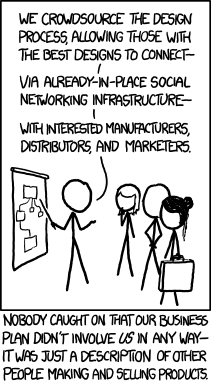 WE CROWDSOURCE THE DESIGN
PROCESS, ALLOWING THOSE WITH
THE BEST DESIGNS TO CONNECT—
VIA ALREADY-IN-PLACE SOCIAL
NETWORKING INFRASTRUCTURE—
WITH INTERESTED MANUFACTURERS,
DISTRIBUTORS, AND MARKETERS.
NOBODY CAUGHT ON THAT OUR BUSINESS
PLAN DIDN'T INVOLVE US IN ANY WAY—
IT WAS JUST A DESCRIPTION OF OTHER
PEOPLE MAKING AND SELLING PRODUCTS.